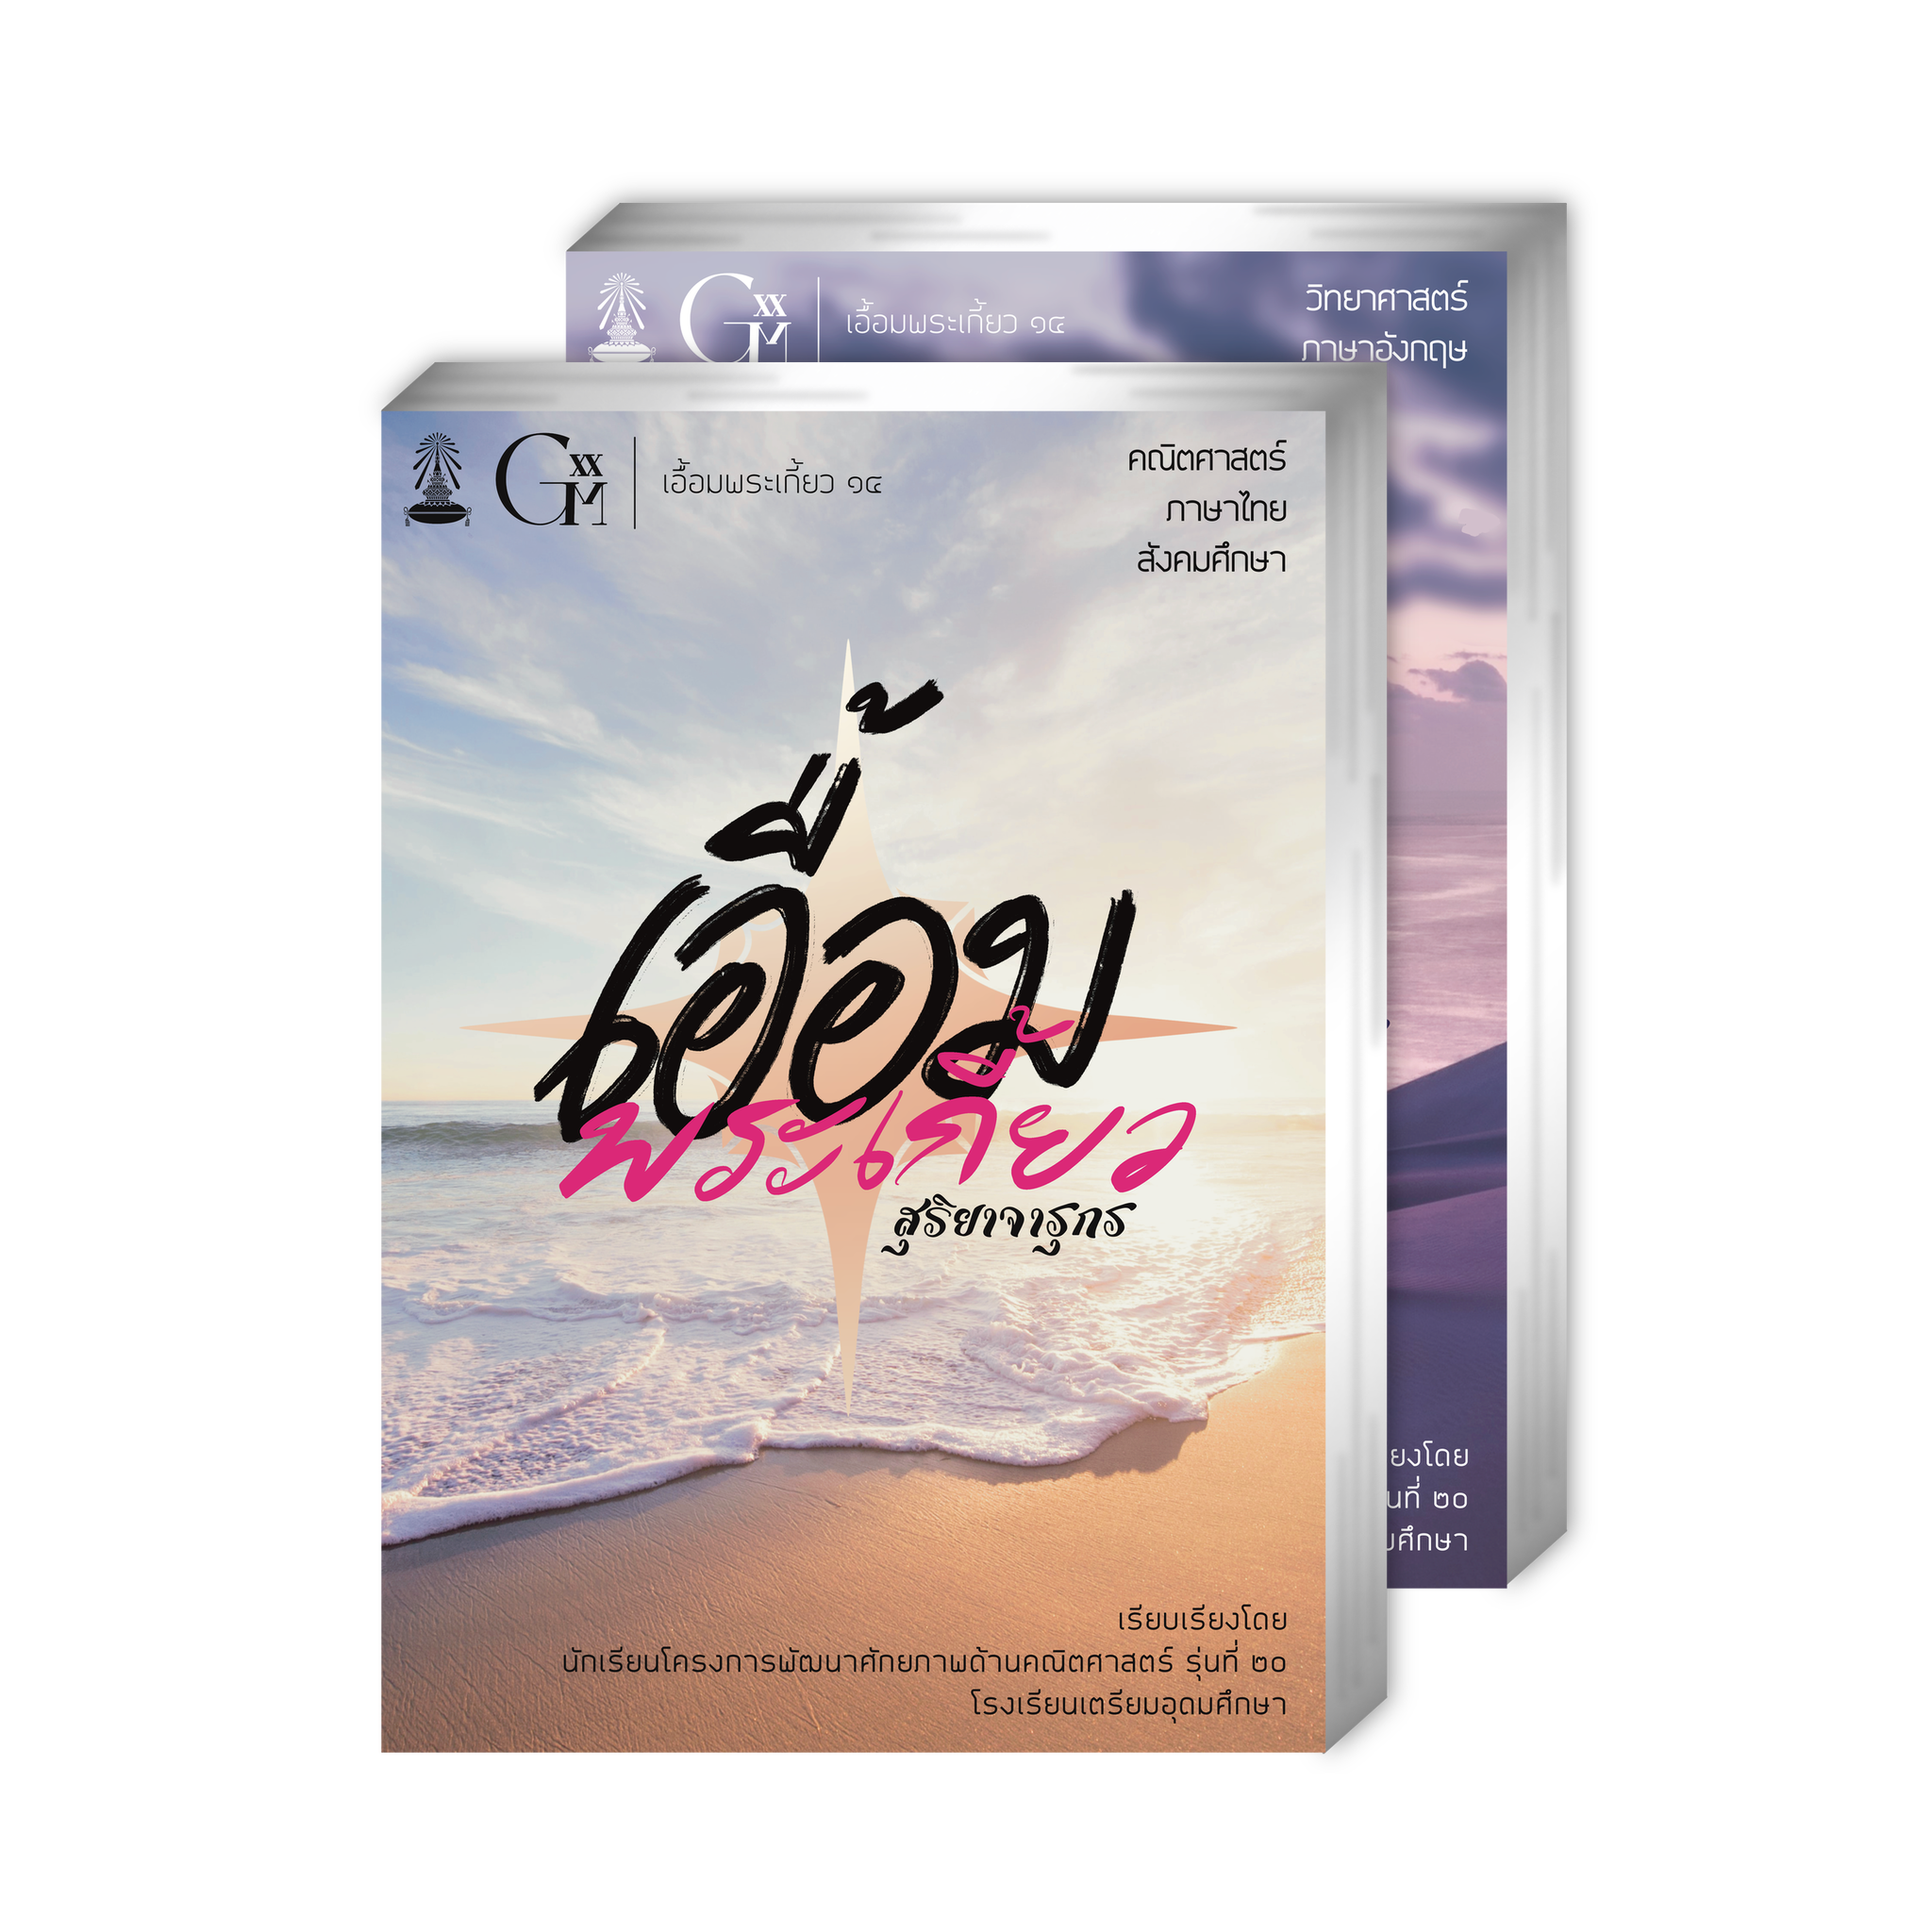 G XX M
เอื้อมพระเกี้ยว ๑๔
วิทยาศาสตร์
ภาษาอังกฤษ
G XX M
เอื้อมพระเกี้ยว ๑๔
คณิตศาสตร์
ภาษาไทย
สังคมศึกษา
เอื้อม
พระเกี้ยว
สุริยาจารุกร
เรียบเรียงโดย
นักเรียนโครงการพัฒนาศักยภาพด้านคณิตศาสตร์ รุ่นที่ ๒๐
โรงเรียนเตรียมอุดมศึกษา
ยงโดย
นที่ ๒๐
มศึกษา